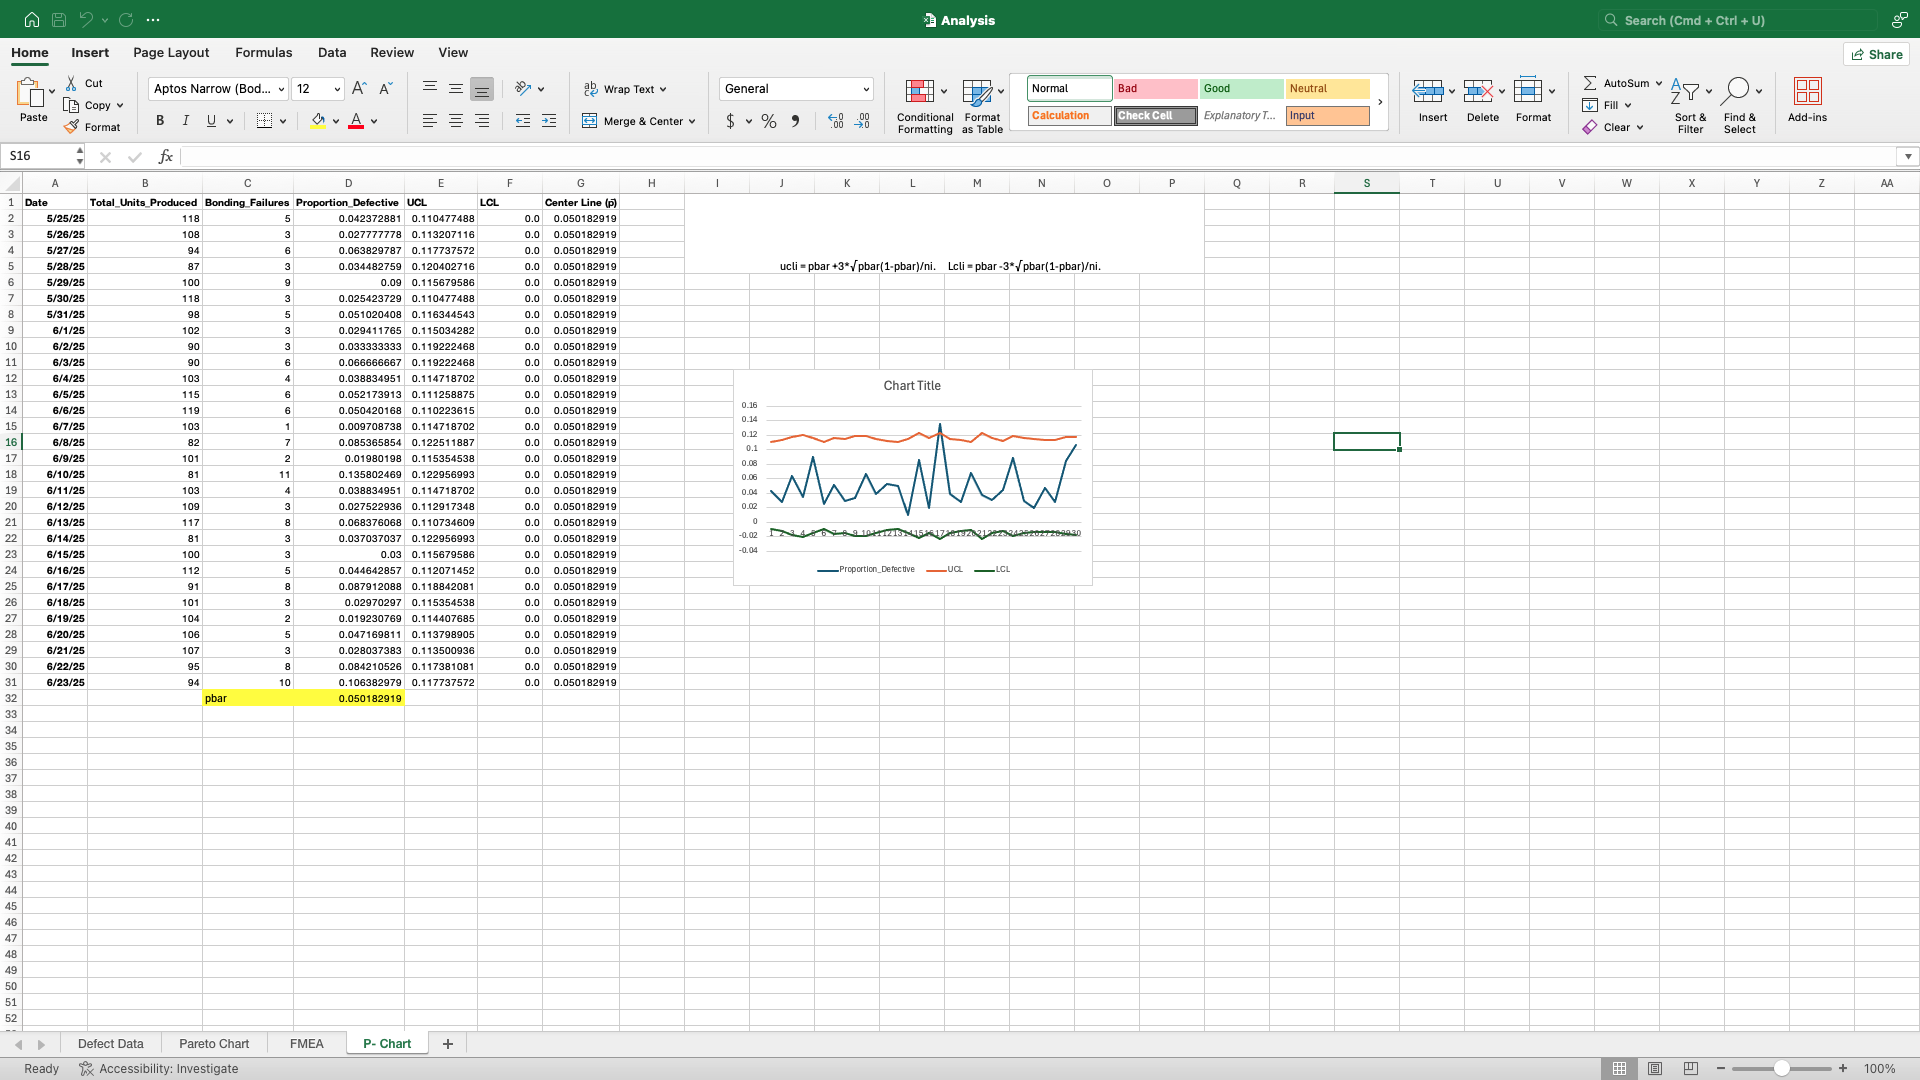 Analysis
Search (Cmd + Ctrl + U)
Home Insert Page Layout Formulas Data Review View
Share
Paste
Cut
Copy
Format
Aptos Narrow (Bod... 12
B I U
Wrap Text
Merge & Center
General
Conditional Formatting
Format as Table
Normal Bad Good Neutral
Calculation Check Cell Explanatory T... Input
Insert Delete Format
AutoSum
Fill
Clear
Sort & Filter
Find & Select
Add-ins
S16
fx
A B C D E F G H I J K L M N O P Q R S T U V W X Y Z AA
1 Date Total_Units_Produced Bonding_Failures Proportion_Defective UCL LCL Center Line (p̄)
2 5/25/25 118 5 0.042372881 0.110477488 0.0 0.050182919
3 5/26/25 108 3 0.027777778 0.113207116 0.0 0.050182919
4 5/27/25 94 6 0.063829787 0.117737572 0.0 0.050182919
5 5/28/25 87 3 0.034482759 0.120402716 0.0 0.050182919
ucli = pbar +3*√pbar(1-pbar)/ni. Lcli = pbar -3*√pbar(1-pbar)/ni.
6 5/29/25 100 9 0.09 0.115679586 0.0 0.050182919
7 5/30/25 118 3 0.025423729 0.110477488 0.0 0.050182919
8 5/31/25 98 5 0.051020408 0.116344543 0.0 0.050182919
9 6/1/25 102 3 0.029411765 0.115034282 0.0 0.050182919
10 6/2/25 90 3 0.033333333 0.119222468 0.0 0.050182919
11 6/3/25 90 6 0.066666667 0.119222468 0.0 0.050182919
12 6/4/25 103 4 0.038834951 0.114718702 0.0 0.050182919
13 6/5/25 115 6 0.052173913 0.111258875 0.0 0.050182919
14 6/6/25 119 6 0.050420168 0.110223615 0.0 0.050182919
15 6/7/25 103 1 0.009708738 0.114718702 0.0 0.050182919
16 6/8/25 82 7 0.085365854 0.122511887 0.0 0.050182919
17 6/9/25 101 2 0.01980198 0.115354538 0.0 0.050182919
18 6/10/25 81 11 0.135802469 0.122956993 0.0 0.050182919
19 6/11/25 103 4 0.038834951 0.114718702 0.0 0.050182919
20 6/12/25 109 3 0.027522936 0.112917348 0.0 0.050182919
21 6/13/25 117 8 0.068376068 0.110734609 0.0 0.050182919
22 6/14/25 81 3 0.037037037 0.122956993 0.0 0.050182919
23 6/15/25 100 3 0.03 0.115679586 0.0 0.050182919
24 6/16/25 112 5 0.044642857 0.112071452 0.0 0.050182919
25 6/17/25 91 8 0.087912088 0.118842081 0.0 0.050182919
26 6/18/25 101 3 0.02970297 0.115354538 0.0 0.050182919
27 6/19/25 104 2 0.019230769 0.114407685 0.0 0.050182919
28 6/20/25 106 5 0.047169811 0.113798905 0.0 0.050182919
29 6/21/25 107 3 0.028037383 0.113500936 0.0 0.050182919
30 6/22/25 95 8 0.084210526 0.117381081 0.0 0.050182919
31 6/23/25 94 10 0.106382979 0.117737572 0.0 0.050182919
32 pbar 0.050182919
33
34
35
36
37
38
39
40
41
42
43
44
45
46
47
48
49
50
51
52
Chart Title
0.16
0.14
0.12
0.1
0.08
0.06
0.04
0.02
0
-0.02
-0.04
1 2 3 4 5 6 7 8 9 10 11 12 13 14 15 16 17 18 19 20 21 22 23 24 25 26 27 28 29 30
Proportion_Defective UCL LCL
Defect Data Pareto Chart FMEA P- Chart +
Ready Accessibility: Investigate
100%